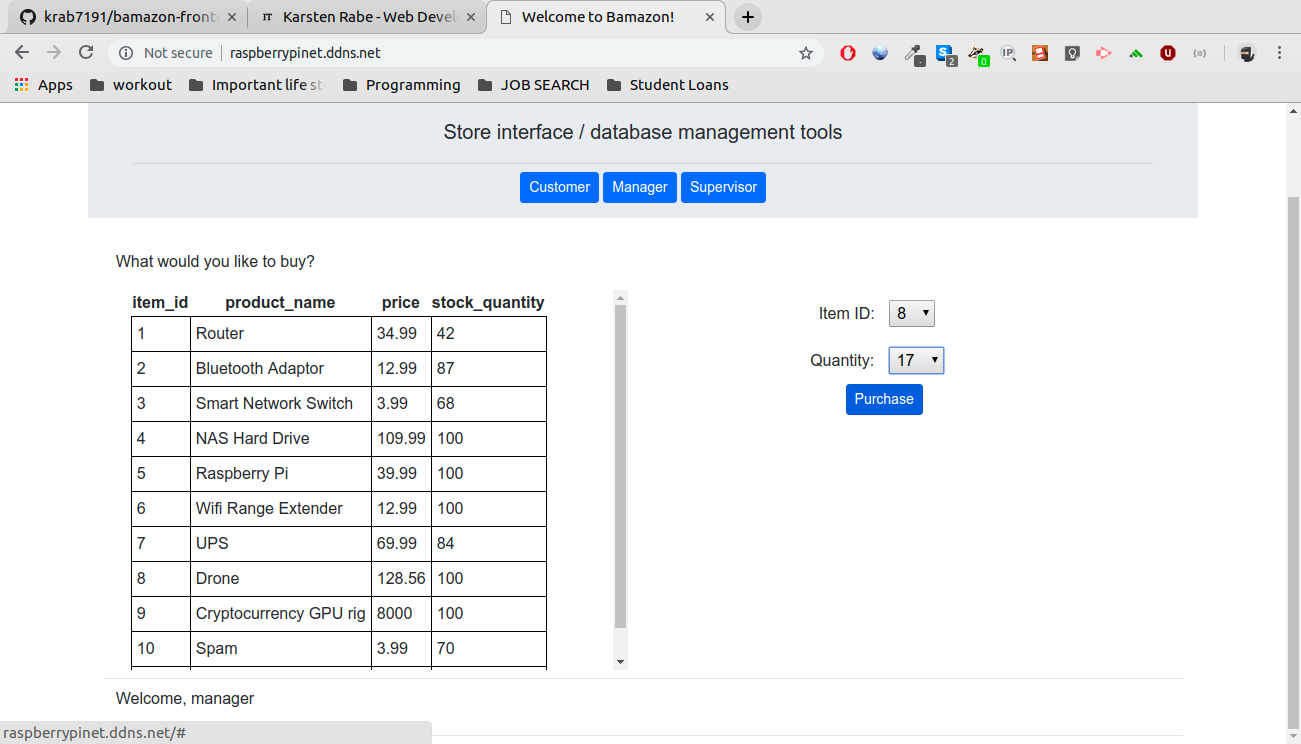 krab7191/bamazon-front
IT Karsten Rabe - Web Devel
Welcome to Bamazon!
Not secure raspberrypinet.ddns.net
Apps workout Important life st Programming JOB SEARCH Student Loans
Store interface / database management tools
Customer Manager Supervisor
What would you like to buy?
item_id product_name price stock_quantity
1 Router 34.99 42
2 Bluetooth Adaptor 12.99 87
3 Smart Network Switch 3.99 68
4 NAS Hard Drive 109.99 100
5 Raspberry Pi 39.99 100
6 Wifi Range Extender 12.99 100
7 UPS 69.99 84
8 Drone 128.56 100
9 Cryptocurrency GPU rig 8000 100
10 Spam 3.99 70
Item ID: 8
Quantity: 17
Purchase
Welcome, manager
raspberrypinet.ddns.net/#